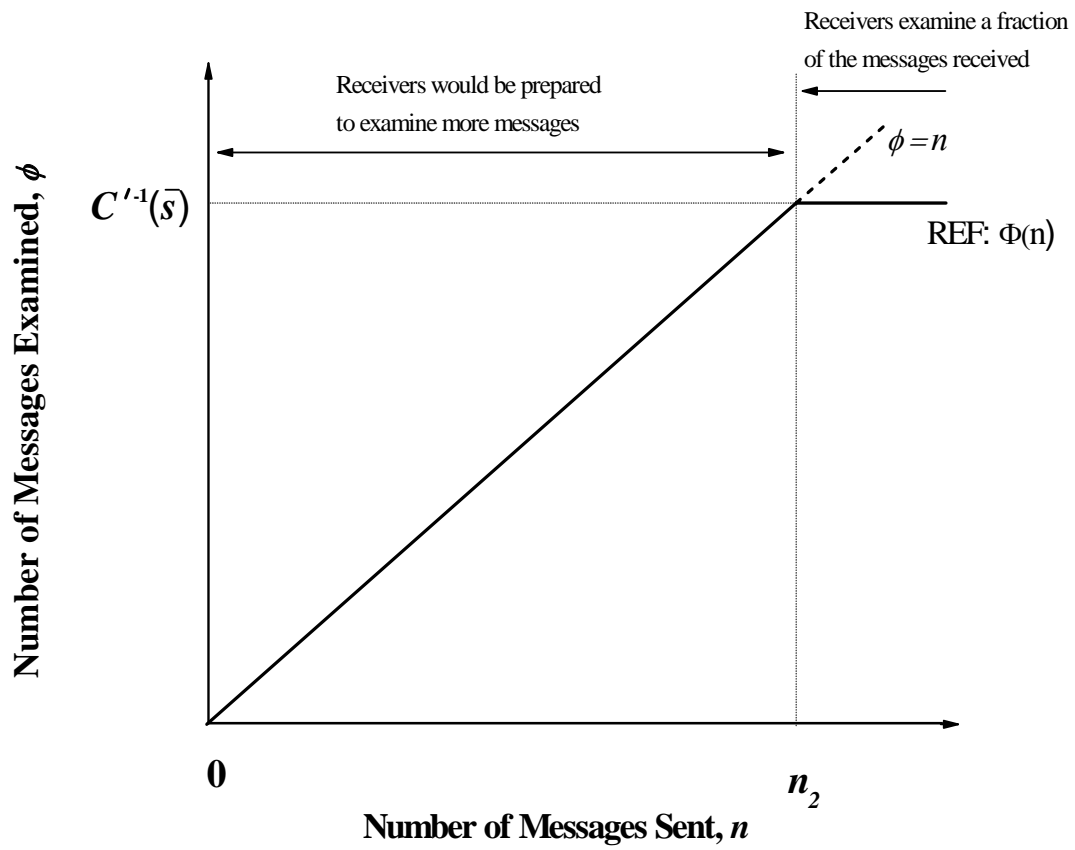 Receivers examine a fraction
of the messages received
Receivers would be prepared
to examine more messages
ϕ = n
C′⁻¹(s̄)
REF: Φ(n)
Number of Messages Examined, ϕ
0
n₂
Number of Messages Sent, n